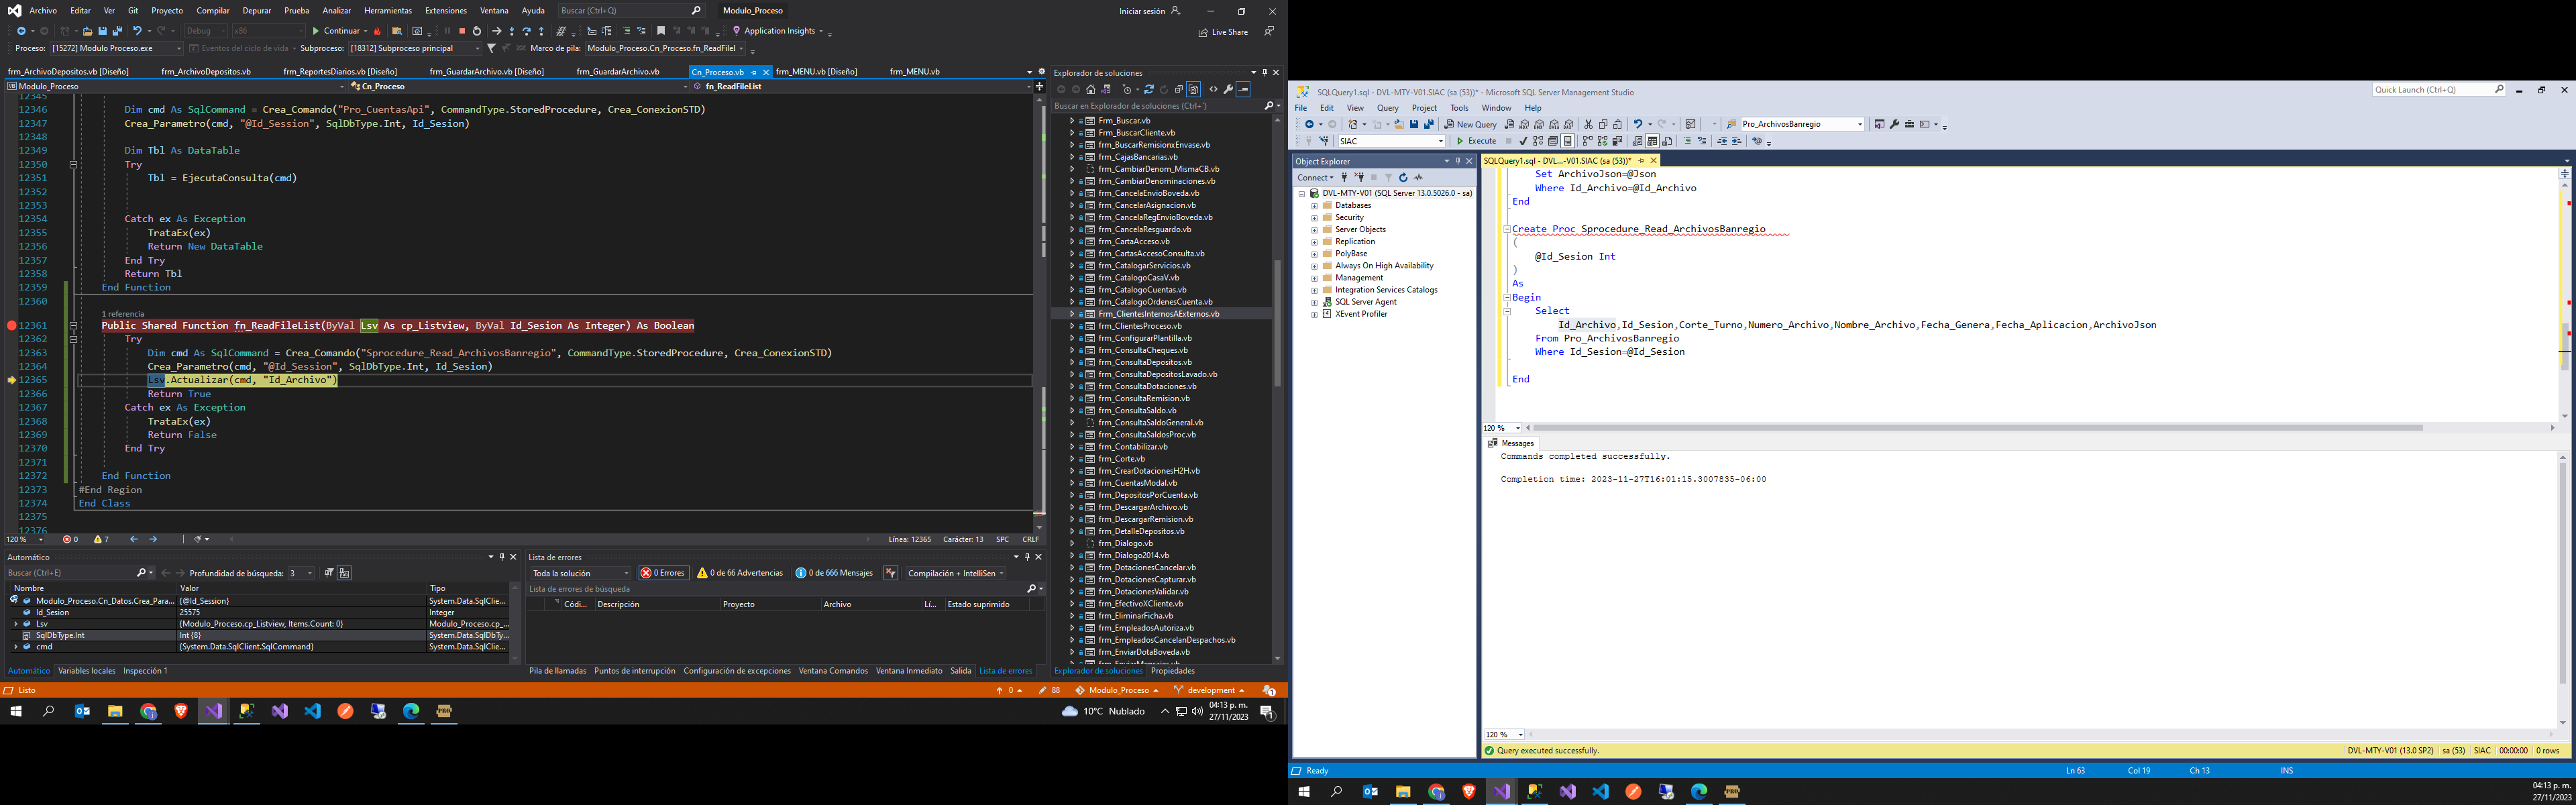 Archivo Editar Ver Git Proyecto Compilar Depurar Prueba Analizar Herramientas Extensiones Ventana Ayuda Buscar (Ctrl+Q) Modulo_Proceso Iniciar sesión
Debug x86 Continuar Application Insights Live Share
Proceso: [15272] Modulo Proceso.exe Eventos del ciclo de vida Subproceso: [18312] Subproceso principal Marco de pila: Modulo_Proceso.Cn_Proceso.fn_ReadFilel
frm_ArchivoDepositos.vb [Diseño] frm_ArchivoDepositos.vb frm_ReportesDiarios.vb [Diseño] frm_GuardarArchivo.vb [Diseño] frm_GuardarArchivo.vb Cn_Proceso.vb frm_MENU.vb [Diseño] frm_MENU.vb
Modulo_Proceso Cn_Proceso fn_ReadFileList
12345
12346 Dim cmd As SqlCommand = Crea_Comando("Pro_CuentasApi", CommandType.StoredProcedure, Crea_ConexionSTD)
12347 Crea_Parametro(cmd, "@Id_Session", SqlDbType.Int, Id_Sesion)
12348
12349 Dim Tbl As DataTable
12350 Try
12351 Tbl = EjecutaConsulta(cmd)
12352
12353
12354 Catch ex As Exception
12355 TrataEx(ex)
12356 Return New DataTable
12357 End Try
12358 Return Tbl
12359 End Function
12360
1 referencia
12361 Public Shared Function fn_ReadFileList(ByVal Lsv As cp_Listview, ByVal Id_Sesion As Integer) As Boolean
12362 Try
12363 Dim cmd As SqlCommand = Crea_Comando("Sprocedure_Read_ArchivosBanregio", CommandType.StoredProcedure, Crea_ConexionSTD)
12364 Crea_Parametro(cmd, "@Id_Session", SqlDbType.Int, Id_Sesion)
12365 Lsv.Actualizar(cmd, "Id_Archivo")
12366 Return True
12367 Catch ex As Exception
12368 TrataEx(ex)
12369 Return False
12370 End Try
12371
12372 End Function
12373 #End Region
12374 End Class
12375
12376
120 % 0 7 Línea: 12365 Carácter: 13 SPC CRLF
Automático
Buscar (Ctrl+E) Profundidad de búsqueda: 3
Nombre Valor Tipo
Modulo_Proceso.Cn_Datos.Crea_Para... {@Id_Session} System.Data.SqlClie...
Id_Sesion 25575 Integer
Lsv {Modulo_Proceso.cp_Listview, Items.Count: 0} Modulo_Proceso.cp_...
SqlDbType.Int Int {8} System.Data.SqlDbTy...
cmd {System.Data.SqlClient.SqlCommand} System.Data.SqlClie...
Automático Variables locales Inspección 1
Lista de errores
Toda la solución 0 Errores 0 de 66 Advertencias 0 de 666 Mensajes Compilación + IntelliSen
Lista de errores de búsqueda
Códi... Descripción Proyecto Archivo Lí... Estado suprimido
Pila de llamadas Puntos de interrupción Configuración de excepciones Ventana Comandos Ventana Inmediato Salida Lista de errores
Explorador de soluciones
Buscar en Explorador de soluciones (Ctrl+´)
Frm_Buscar.vb
frm_BuscarCliente.vb
frm_BuscarRemisionxEnvase.vb
frm_CajasBancarias.vb
frm_CambiarDenom_MismaCB.vb
frm_CambiarDenominaciones.vb
frm_CancelaEnvioBoveda.vb
frm_CancelarAsignacion.vb
frm_CancelaRegEnvioBoveda.vb
frm_CancelaResguardo.vb
frm_CartaAcceso.vb
frm_CartasAccesoConsulta.vb
frm_CatalogarServicios.vb
frm_CatalogoCasaV.vb
frm_CatalogoCuentas.vb
frm_CatalogoOrdenesCuenta.vb
Frm_ClientesInternosAExternos.vb
frm_ClientesProceso.vb
frm_ConfigurarPlantilla.vb
frm_ConsultaCheques.vb
frm_ConsultaDepositos.vb
frm_ConsultaDepositosLavado.vb
frm_ConsultaDotaciones.vb
frm_ConsultaRemision.vb
frm_ConsultaSaldo.vb
frm_ConsultaSaldoGeneral.vb
frm_ConsultaSaldosProc.vb
frm_Contabilizar.vb
frm_Corte.vb
frm_CrearDotacionesH2H.vb
frm_CuentasModal.vb
frm_DepositosPorCuenta.vb
frm_DescargarArchivo.vb
frm_DescargarRemision.vb
frm_DetalleDepositos.vb
frm_Dialogo.vb
frm_Dialogo2014.vb
frm_DotacionesCancelar.vb
frm_DotacionesCapturar.vb
frm_DotacionesValidar.vb
frm_EfectivoXCliente.vb
frm_EliminarFicha.vb
frm_EmpleadosAutoriza.vb
frm_EmpleadosCancelanDespachos.vb
frm_EnviarDotaBoveda.vb
Explorador de soluciones Propiedades
Listo 0 88 Modulo_Proceso development 1
10°C Nublado 04:13 p. m. 27/11/2023
SQLQuery1.sql - DVL-MTY-V01.SIAC (sa (53))* - Microsoft SQL Server Management Studio Quick Launch (Ctrl+Q)
File Edit View Query Project Tools Window Help
New Query Pro_ArchivosBanregio
SIAC Execute
Object Explorer
Connect
DVL-MTY-V01 (SQL Server 13.0.5026.0 - sa)
Databases
Security
Server Objects
Replication
PolyBase
Always On High Availability
Management
Integration Services Catalogs
SQL Server Agent
XEvent Profiler
SQLQuery1.sql - DVL...-V01.SIAC (sa (53))*
Set ArchivoJson=@Json
Where Id_Archivo=@Id_Archivo
End
Create Proc Sprocedure_Read_ArchivosBanregio
(
@Id_Sesion Int
)
As
Begin
Select
Id_Archivo,Id_Sesion,Corte_Turno,Numero_Archivo,Nombre_Archivo,Fecha_Genera,Fecha_Aplicacion,ArchivoJson
From Pro_ArchivosBanregio
Where Id_Sesion=@Id_Sesion
End
120 %
Messages
Commands completed successfully.
Completion time: 2023-11-27T16:01:15.3007835-06:00
120 %
Query executed successfully. DVL-MTY-V01 (13.0 SP2) sa (53) SIAC 00:00:00 0 rows
Ready Ln 63 Col 19 Ch 13 INS
04:13 p. m.
27/11/2023